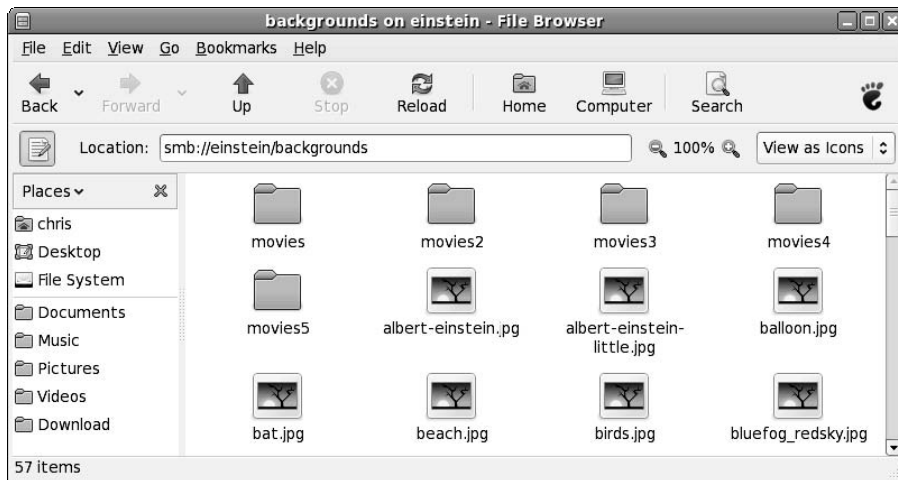 backgrounds on einstein - File Browser
File Edit View Go Bookmarks Help
Back Forward Up Stop Reload Home Computer Search
Location: smb://einstein/backgrounds 100% View as Icons
Places
chris
Desktop
File System
Documents
Music
Pictures
Videos
Download
movies movies2 movies3 movies4
movies5 albert-einstein.pg albert-einstein- balloon.jpg
little.jpg
bat.jpg beach.jpg birds.jpg bluefog_redsky.jpg
57 items